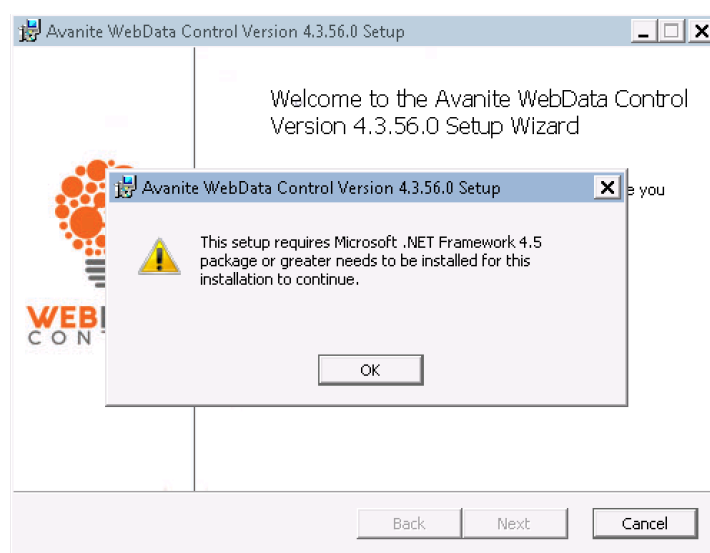 Avanite WebData Control Version 4.3.56.0 Setup
Welcome to the Avanite WebData Control
Version 4.3.56.0 Setup Wizard
Avanite WebData Control Version 4.3.56.0 Setup
you
This setup requires Microsoft .NET Framework 4.5
package or greater needs to be installed for this
installation to continue.
WEB
CON
OK
Back
Next
Cancel